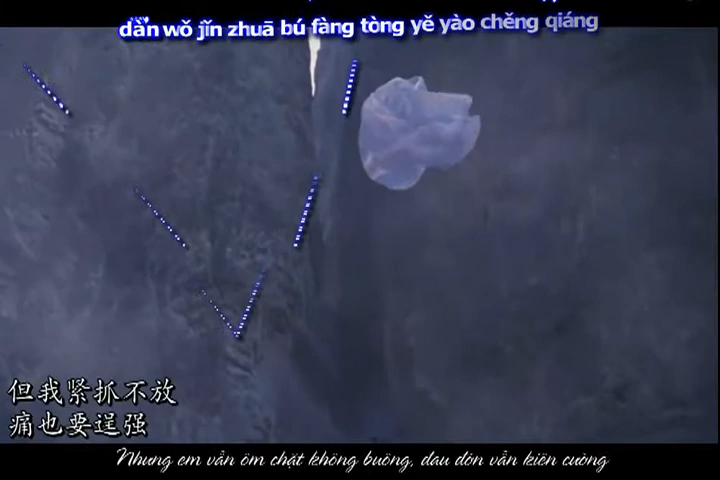 dàn wǒ jǐn zhuā bú fàng tòng yě yào chěng qiáng
但我紧抓不放
痛也要逞强
Nhưng em vẫn ôm chặt không buông, đau đớn vẫn kiên cường